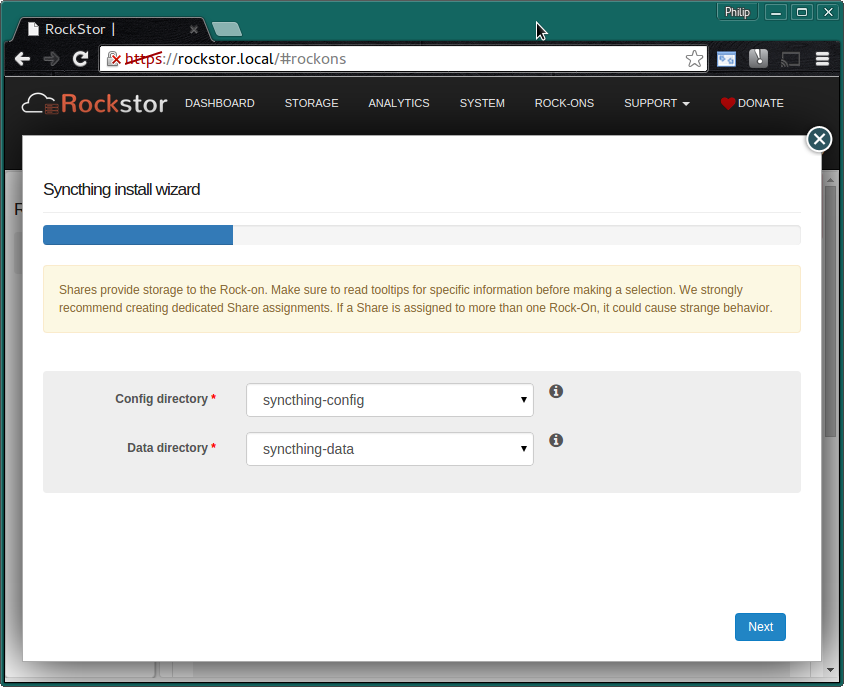 Philip
RockStor |
https://rockstor.local/#rockons
Rockstor DASHBOARD STORAGE ANALYTICS SYSTEM ROCK-ONS SUPPORT DONATE
R
Syncthing install wizard
Shares provide storage to the Rock-on. Make sure to read tooltips for specific information before making a selection. We strongly
recommend creating dedicated Share assignments. If a Share is assigned to more than one Rock-On, it could cause strange behavior.
Config directory * syncthing-config
Data directory * syncthing-data
Next